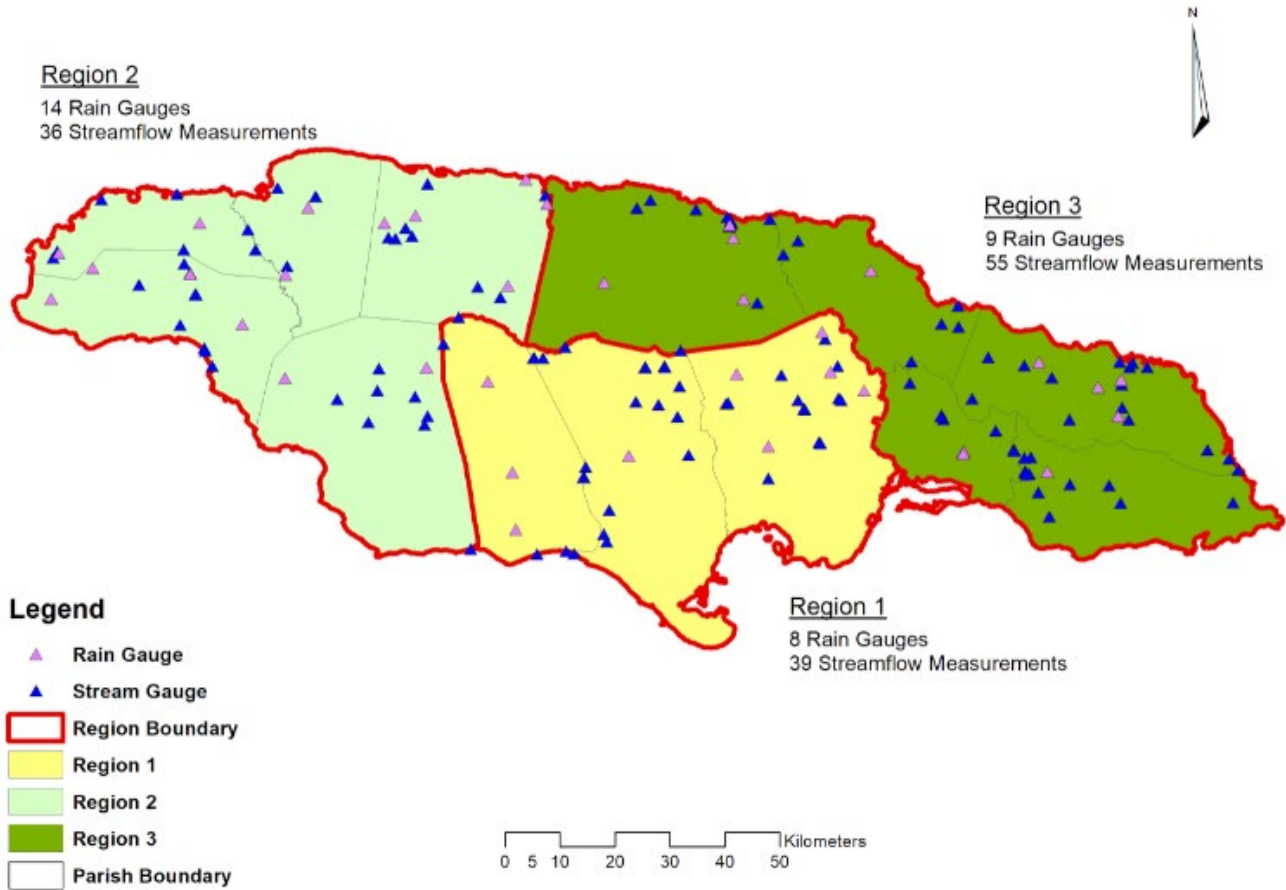 N
Region 2
14 Rain Gauges
36 Streamflow Measurements
Region 3
9 Rain Gauges
55 Streamflow Measurements
Region 1
8 Rain Gauges
39 Streamflow Measurements
Legend
Rain Gauge
Stream Gauge
Region Boundary
Region 1
Region 2
Region 3
Parish Boundary
Kilometers
0 5 10 20 30 40 50